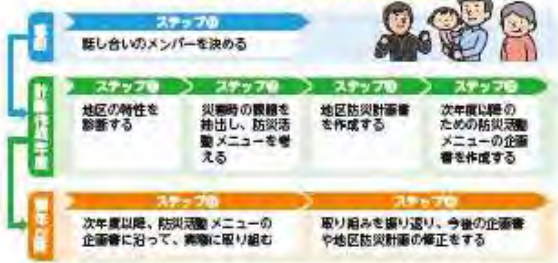 ステップ
話し合いのメンバーを決める
ステップ
ステップ
ステップ
ステップ
地区の特性を
診断する
災害時の課題を
抽出し、防災活
動メニューを考
える
地区防災計画書
を作成する
次年度以降の
ための防災活動
メニューの企画
書を作成する
ステップ
ステップ
次年度以降、防災活動メニューの
企画書に沿って、実際に取り組む
取り組みを振り返り、今後の企画書
や地区防災計画の修正をする